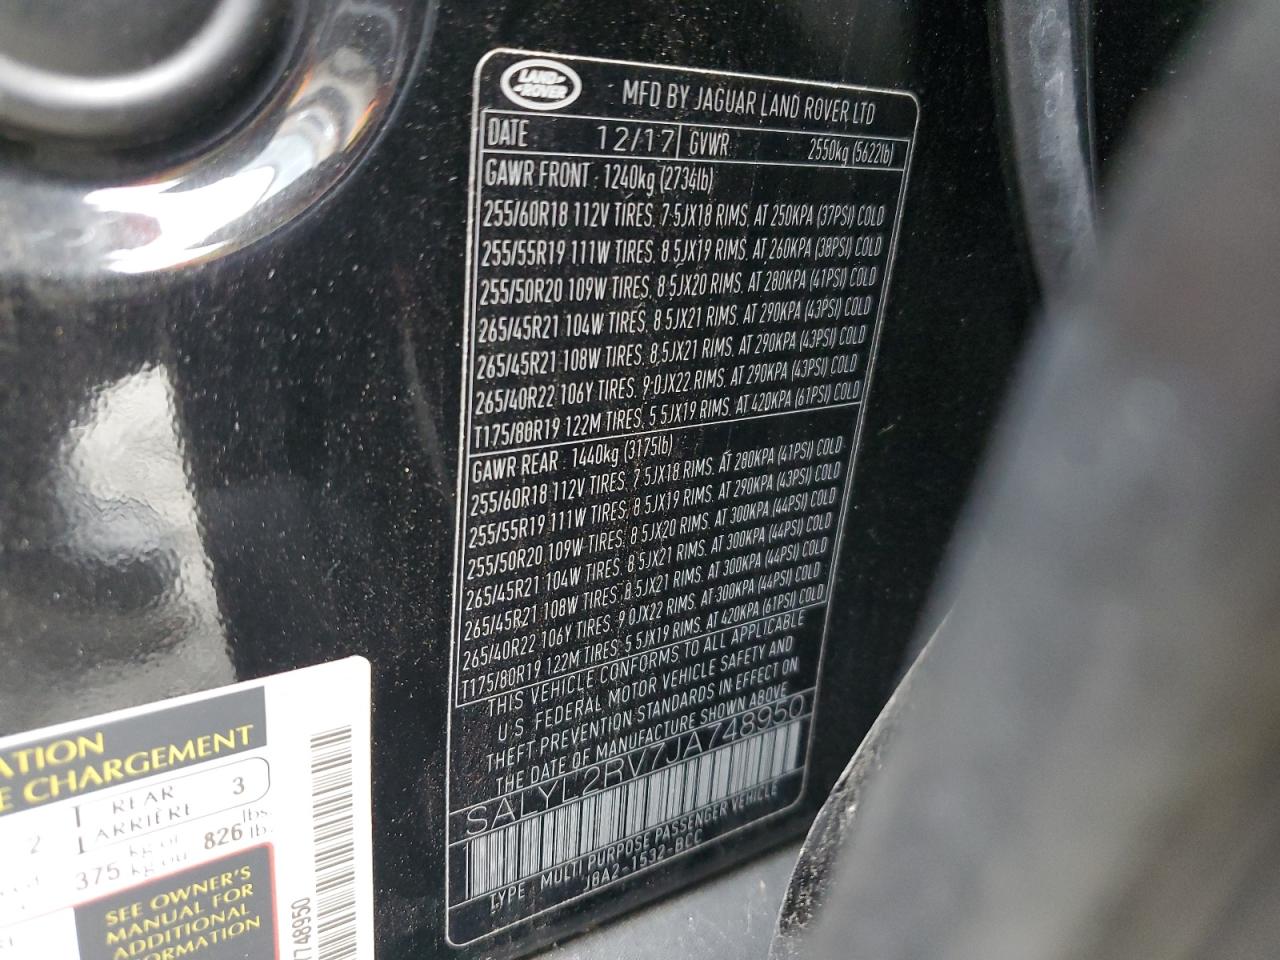 LAND ROVER
MFD BY JAGUAR LAND ROVER LTD
DATE 12/17 GVWR 2550kg (5622lb)
GAWR FRONT : 1240kg (2734lb)
255/60R18 112V TIRES, 7.5JX18 RIMS, AT 250KPA (37PSI) COLD
255/55R19 111W TIRES, 8.5JX19 RIMS, AT 260KPA (38PSI) COLD
255/50R20 109W TIRES, 8.5JX20 RIMS, AT 280KPA (41PSI) COLD
265/45R21 104W TIRES, 8.5JX21 RIMS, AT 290KPA (43PSI) COLD
265/45R21 108W TIRES, 8.5JX21 RIMS, AT 290KPA (43PSI) COLD
265/40R22 106Y TIRES, 9.0JX22 RIMS, AT 290KPA (43PSI) COLD
T175/80R19 122M TIRES, 5.5JX19 RIMS, AT 420KPA (61PSI) COLD
GAWR REAR : 1440kg (3175lb)
255/60R18 112V TIRES, 7.5JX18 RIMS, AT 280KPA (41PSI) COLD
255/55R19 111W TIRES, 8.5JX19 RIMS, AT 290KPA (43PSI) COLD
255/50R20 109W TIRES, 8.5JX20 RIMS, AT 300KPA (44PSI) COLD
265/45R21 104W TIRES, 8.5JX21 RIMS, AT 300KPA (44PSI) COLD
265/45R21 108W TIRES, 8.5JX21 RIMS, AT 300KPA (44PSI) COLD
265/40R22 106Y TIRES, 9.0JX22 RIMS, AT 300KPA (44PSI) COLD
T175/80R19 122M TIRES, 5.5JX19 RIMS, AT 420KPA (61PSI) COLD
THIS VEHICLE CONFORMS TO ALL APPLICABLE
U.S. FEDERAL MOTOR VEHICLE SAFETY AND
THEFT PREVENTION STANDARDS IN EFFECT ON
THE DATE OF MANUFACTURE SHOWN ABOVE
SALYL2RV7JA748950
TYPE : MULTI PURPOSE PASSENGER VEHICLE
J8A2-1532-BCC
ATION
E CHARGEMENT
2 REAR 3
ARRIÈRE
375 kg or 826 lbs
kg ou lb.
SEE OWNER'S
MANUAL FOR
ADDITIONAL
ORMATION
748950